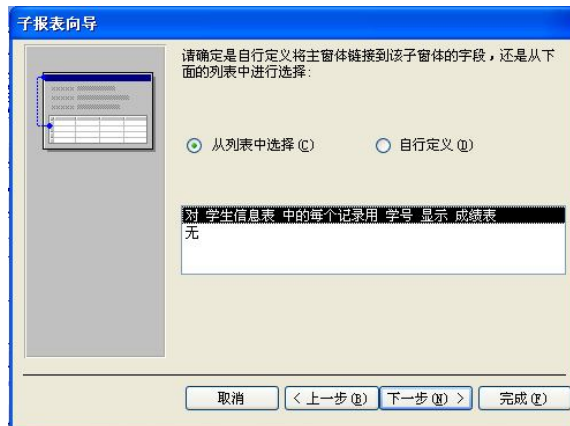 子报表向导
请确定是自行定义将主窗体链接到该子窗体的字段，还是从下
面的列表中进行选择：
从列表中选择(C) 自行定义(D)
对 学生信息表 中的每个记录用 学号 显示 成绩表
无
取消 < 上一步(B) 下一步(N) > 完成(F)